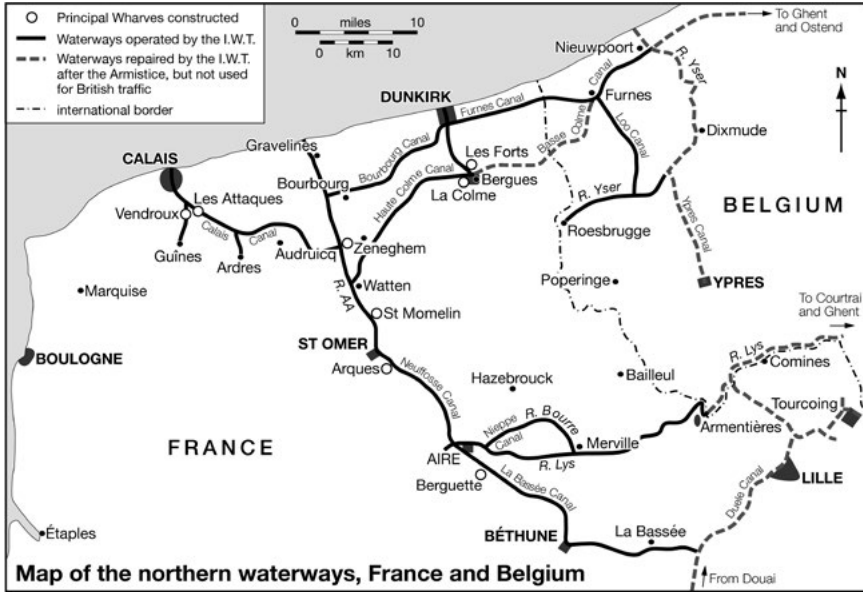 Principal Wharves constructed
Waterways operated by the I.W.T.
Waterways repaired by the I.W.T.
after the Armistice, but not used
for British traffic
international border
0 miles 10
0 km 10
To Ghent
and Ostend
N
Nieuwpoort
R. Yser
Canal
Furnes
DUNKIRK
Furnes Canal
Gravelines
Bourbourg Canal
Basse
Colme
Loo Canal
Dixmude
CALAIS
Les Forts
Bergues
Bourbourg
Haute Colme Canal
La Colme
R. Yser
BELGIUM
Les Attaques
Vendroux
Calais
Canal
Zeneghem
Roesbrugge
Ypres Canal
Guînes
Ardres
Audruicq
Watten
R. AA
Marquise
Poperinge
YPRES
St Momelin
To Courtrai
and Ghent
BOULOGNE
ST OMER
Arques
Neuffosse Canal
R. Lys
Comines
Hazebrouck
Bailleul
Tourcoing
Nieppe
Canal
R. Bourre
Merville
Armentières
FRANCE
AIRE
R. Lys
Berguette
La Bassée Canal
LILLE
Duele Canal
Étaples
BÉTHUNE
La Bassée
From Douai
Map of the northern waterways, France and Belgium